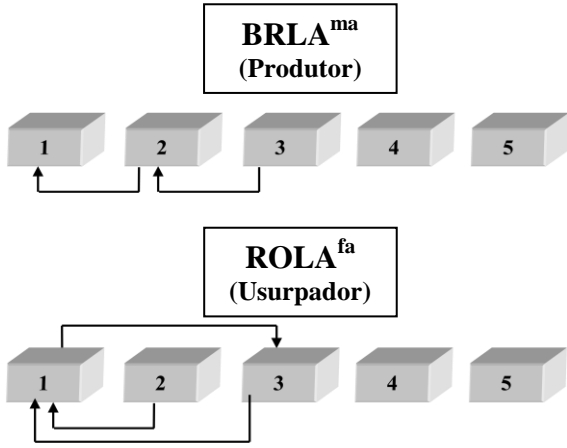 BRLA^ma
(Produtor)
1 2 3 4 5
ROLA^fa
(Usurpador)
1 2 3 4 5